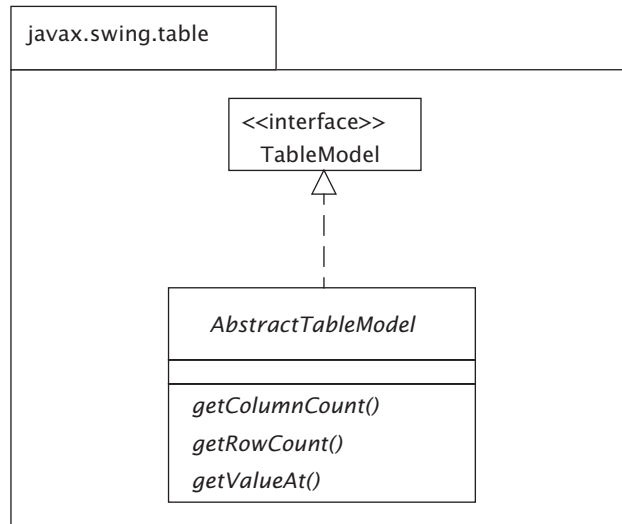 javax.swing.table
<<interface>>
TableModel
AbstractTableModel
getColumnCount()
getRowCount()
getValueAt()